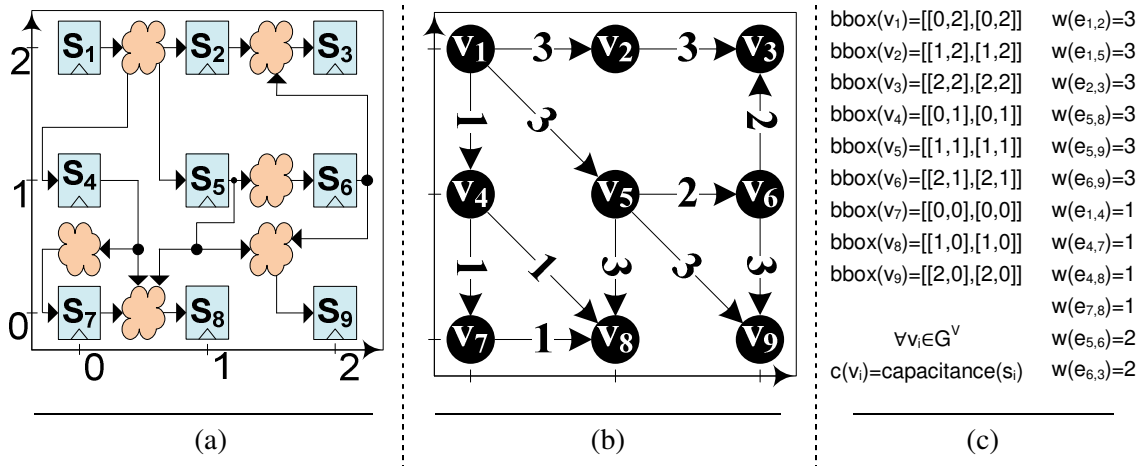 S₁ S₂ S₃
S₄ S₅ S₆
S₇ S₈ S₉
2
1
0
0 1 2
(a)
v₁ 3 v₂ 3 v₃
1 3 2
v₄ v₅ 2 v₆
1 1 3 3 3
v₇ 1 v₈ v₉
(b)
bbox(v₁)=[[0,2],[0,2]] w(e₁,₂)=3
bbox(v₂)=[[1,2],[1,2]] w(e₁,₅)=3
bbox(v₃)=[[2,2],[2,2]] w(e₂,₃)=3
bbox(v₄)=[[0,1],[0,1]] w(e₅,₈)=3
bbox(v₅)=[[1,1],[1,1]] w(e₅,₉)=3
bbox(v₆)=[[2,1],[2,1]] w(e₆,₉)=3
bbox(v₇)=[[0,0],[0,0]] w(e₁,₄)=1
bbox(v₈)=[[1,0],[1,0]] w(e₄,₇)=1
bbox(v₉)=[[2,0],[2,0]] w(e₄,₈)=1
w(e₇,₈)=1
∀vᵢ∈Gⱽ w(e₅,₆)=2
c(vᵢ)=capacitance(sᵢ) w(e₆,₃)=2
(c)